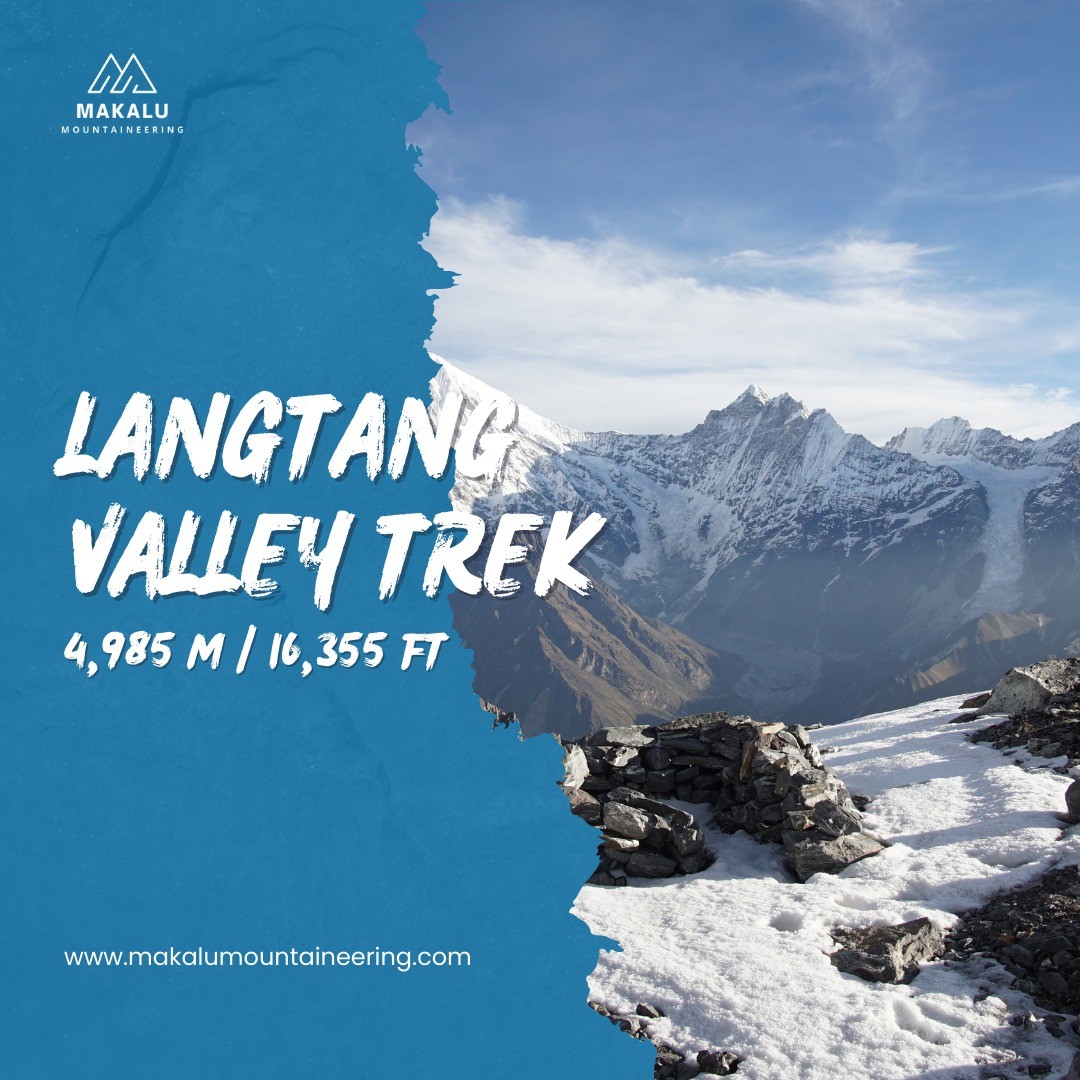 MAKALU
MOUNTAINEERING
LANGTANG
VALLEY TREK
4,985 M / 16,355 FT
www.makalumountaineering.com